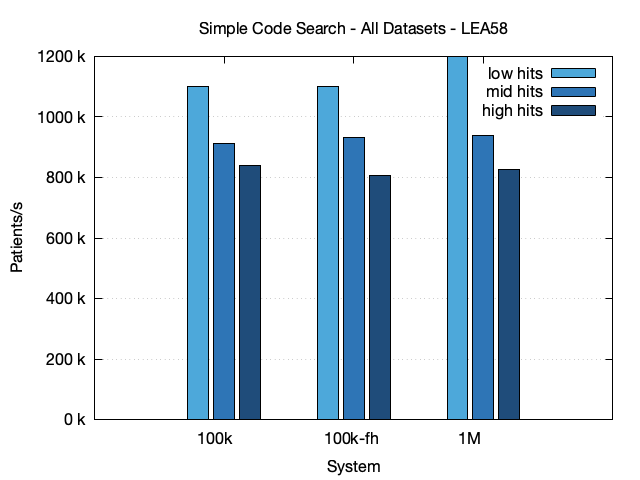 Simple Code Search - All Datasets - LEA58
1200 k
1000 k
800 k
600 k
400 k
200 k
0 k
Patients/s
low hits
mid hits
high hits
100k
100k-fh
1M
System